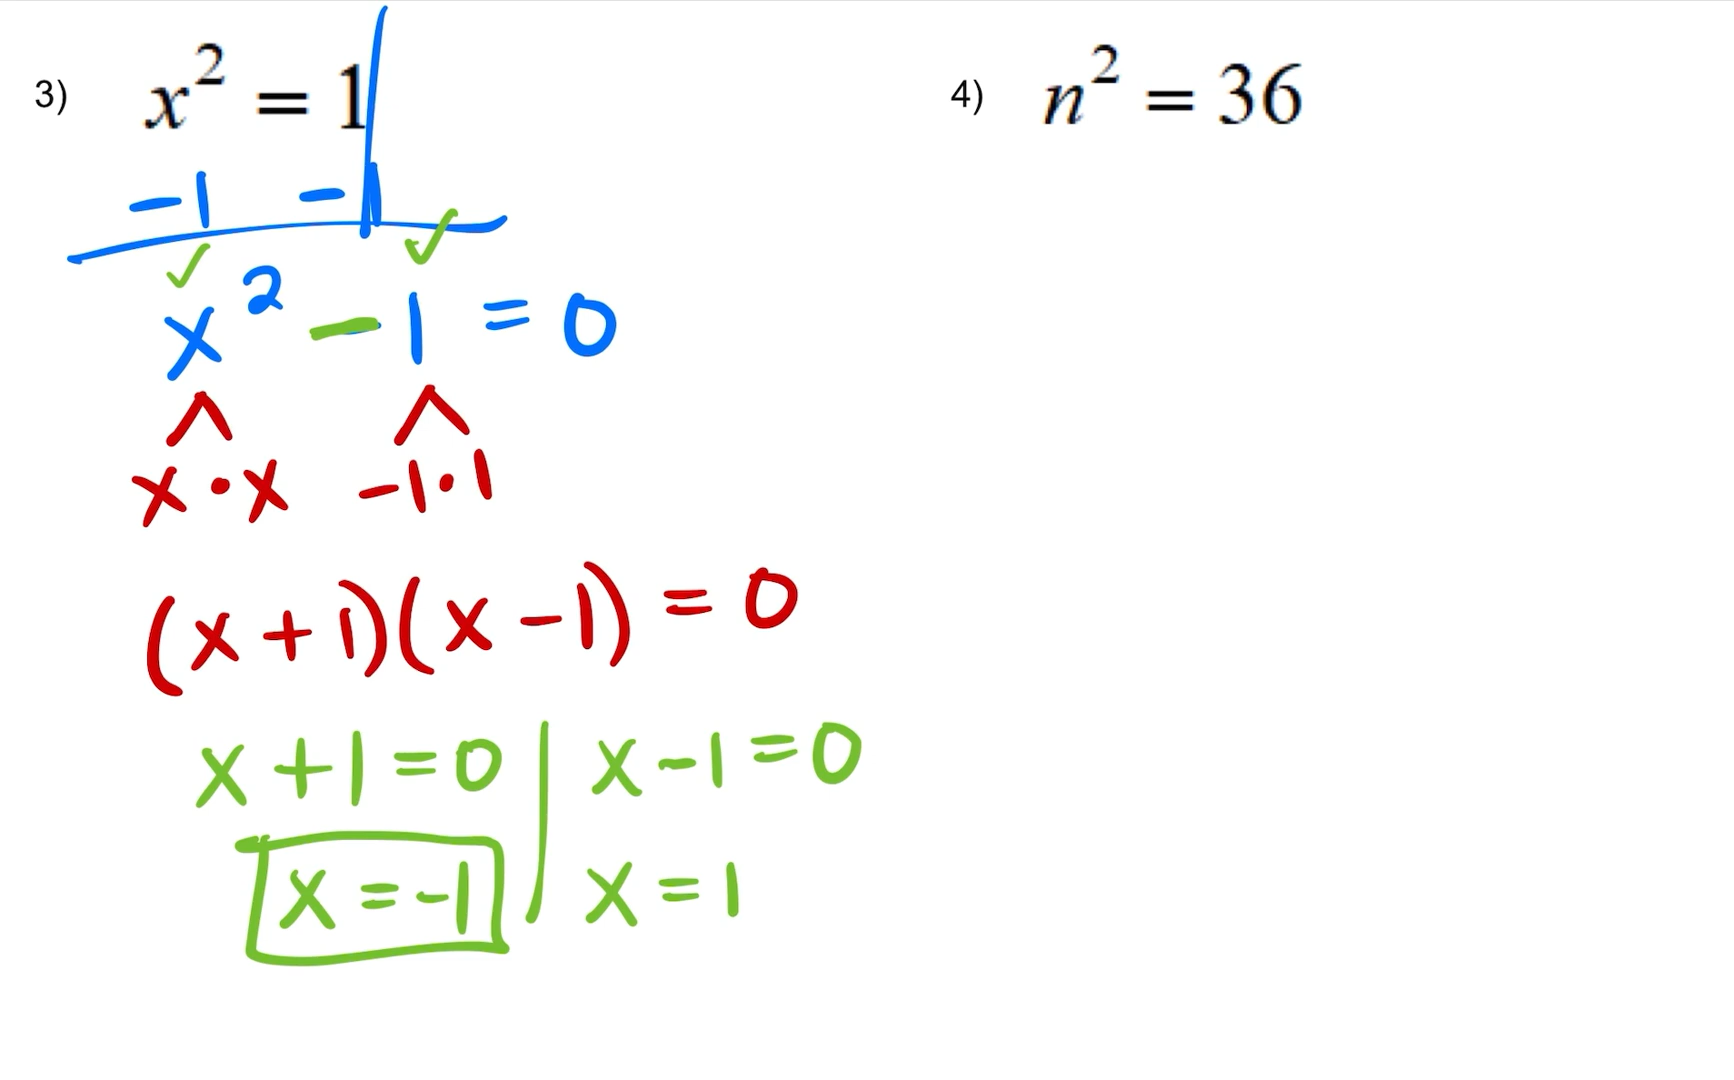 3) x² = 1
-1 -1
x² - 1 = 0
x · x -1 · 1
(x + 1)(x - 1) = 0
x + 1 = 0 | x - 1 = 0
x = -1 | x = 1
4) n² = 36